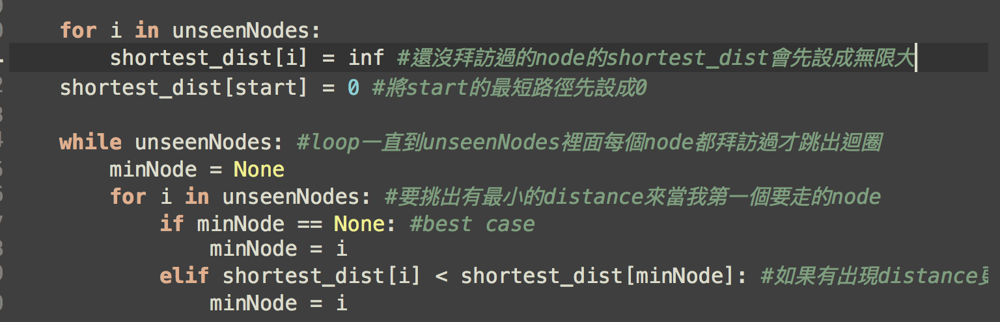 for i in unseenNodes:
shortest_dist[i] = inf #還沒拜訪過的node的shortest_dist會先設成無限大
shortest_dist[start] = 0 #將start的最短路徑先設成0
while unseenNodes: #loop一直到unseenNodes裡面每個node都拜訪過才跳出迴圈
minNode = None
for i in unseenNodes: #要挑出有最小的distance來當我第一個要走的node
if minNode == None: #best case
minNode = i
elif shortest_dist[i] < shortest_dist[minNode]: #如果有出現distance
minNode = i